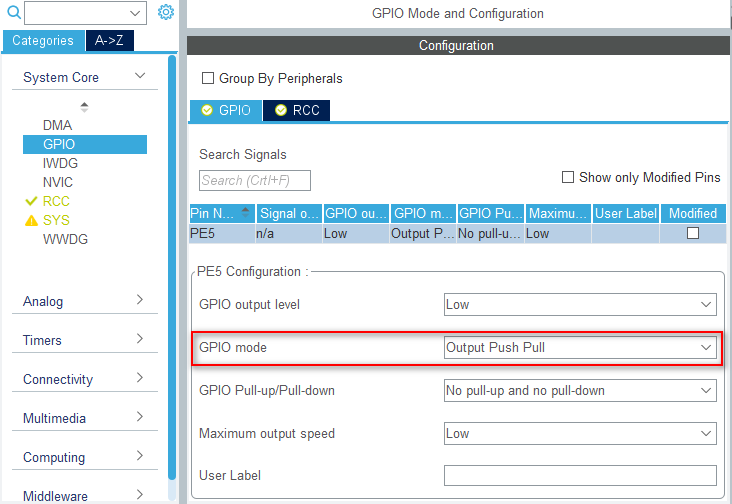 GPIO Mode and Configuration
Categories A->Z
Configuration
System Core
Group By Peripherals
GPIO RCC
DMA
GPIO
IWDG
NVIC
RCC
SYS
WWDG
Search Signals
Search (Crtl+F)
Show only Modified Pins
Pin N... Signal o... GPIO ou... GPIO m... GPIO Pu... Maximu... User Label Modified
PE5 n/a Low Output P... No pull-u... Low
PE5 Configuration :
Analog
GPIO output level Low
Timers
GPIO mode Output Push Pull
Connectivity
GPIO Pull-up/Pull-down No pull-up and no pull-down
Multimedia
Maximum output speed Low
Computing
User Label
Middleware